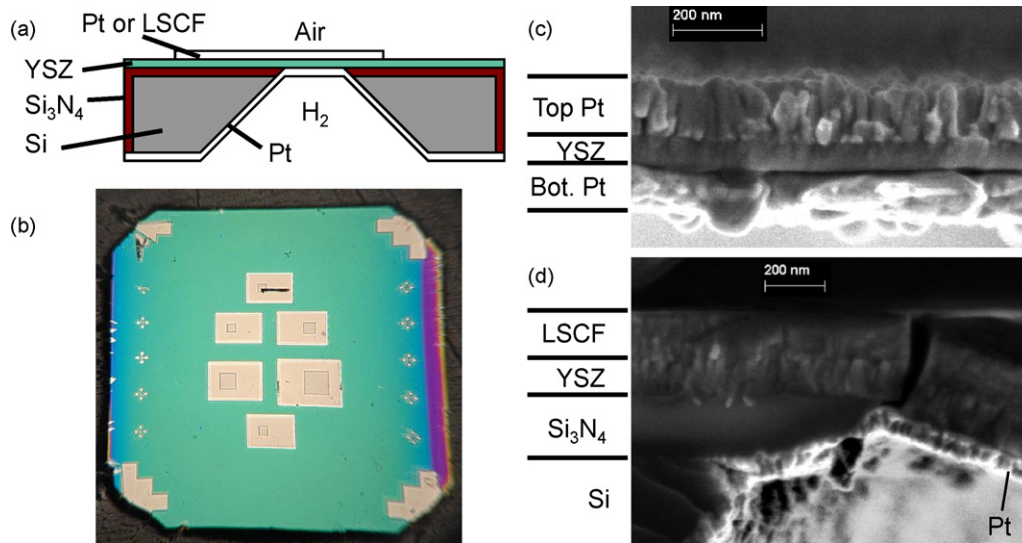 (a)
Pt or LSCF
Air
YSZ
Si3N4
Si
H2
Pt
(b)
(c)
200 nm
Top Pt
YSZ
Bot. Pt
(d)
200 nm
LSCF
YSZ
Si3N4
Si
Pt